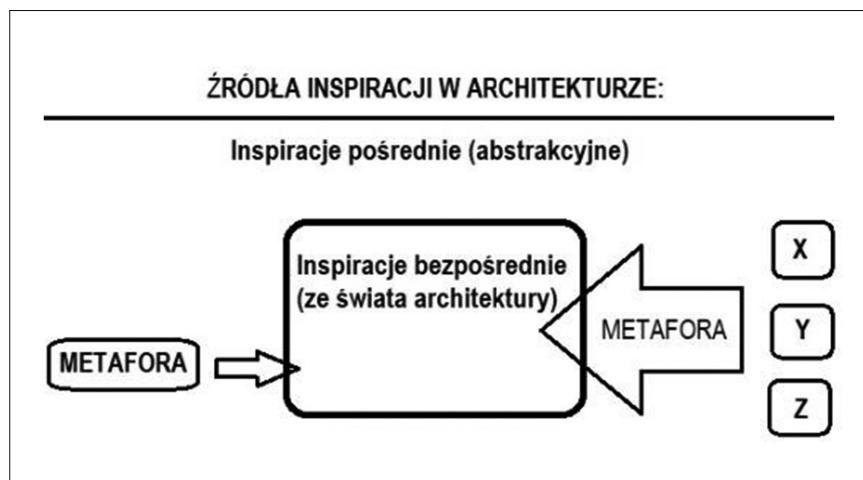 ŹRÓDŁA INSPIRACJI W ARCHITEKTURZE:
Inspiracje pośrednie (abstrakcyjne)
Inspiracje bezpośrednie
(ze świata architektury)
METAFORA
METAFORA
X
Y
Z